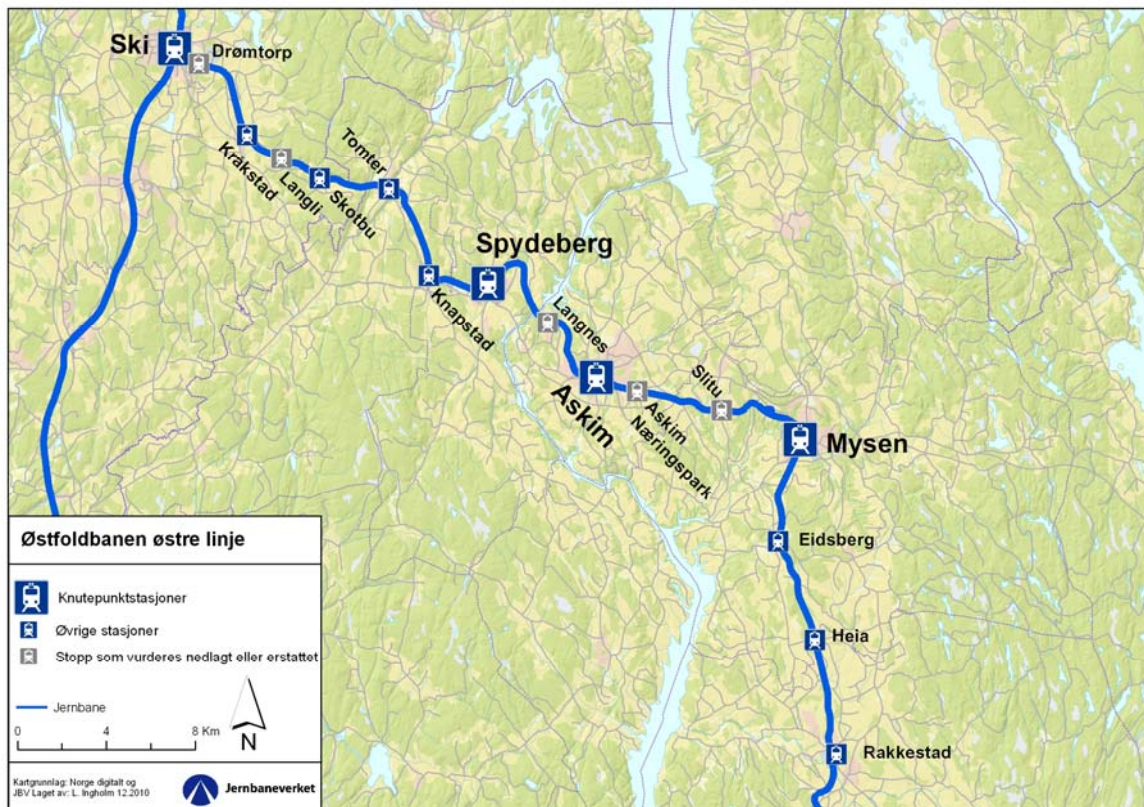 Ski
Drømtorp
Kråkstad
Langli
Skotbu
Tomter
Knapstad
Spydeberg
Langnes
Askim
Askim
Næringspark
Slitu
Mysen
Eidsberg
Heia
Rakkestad
Østfoldbanen østre linje
Knutepunktstasjoner
Øvrige stasjoner
Stopp som vurderes nedlagt eller erstattet
Jernbane
0 4 8 Km
N
Kartgrunnlag: Norge digitalt og
JBV Laget av: L. Ingholm 12.2010
Jernbaneverket